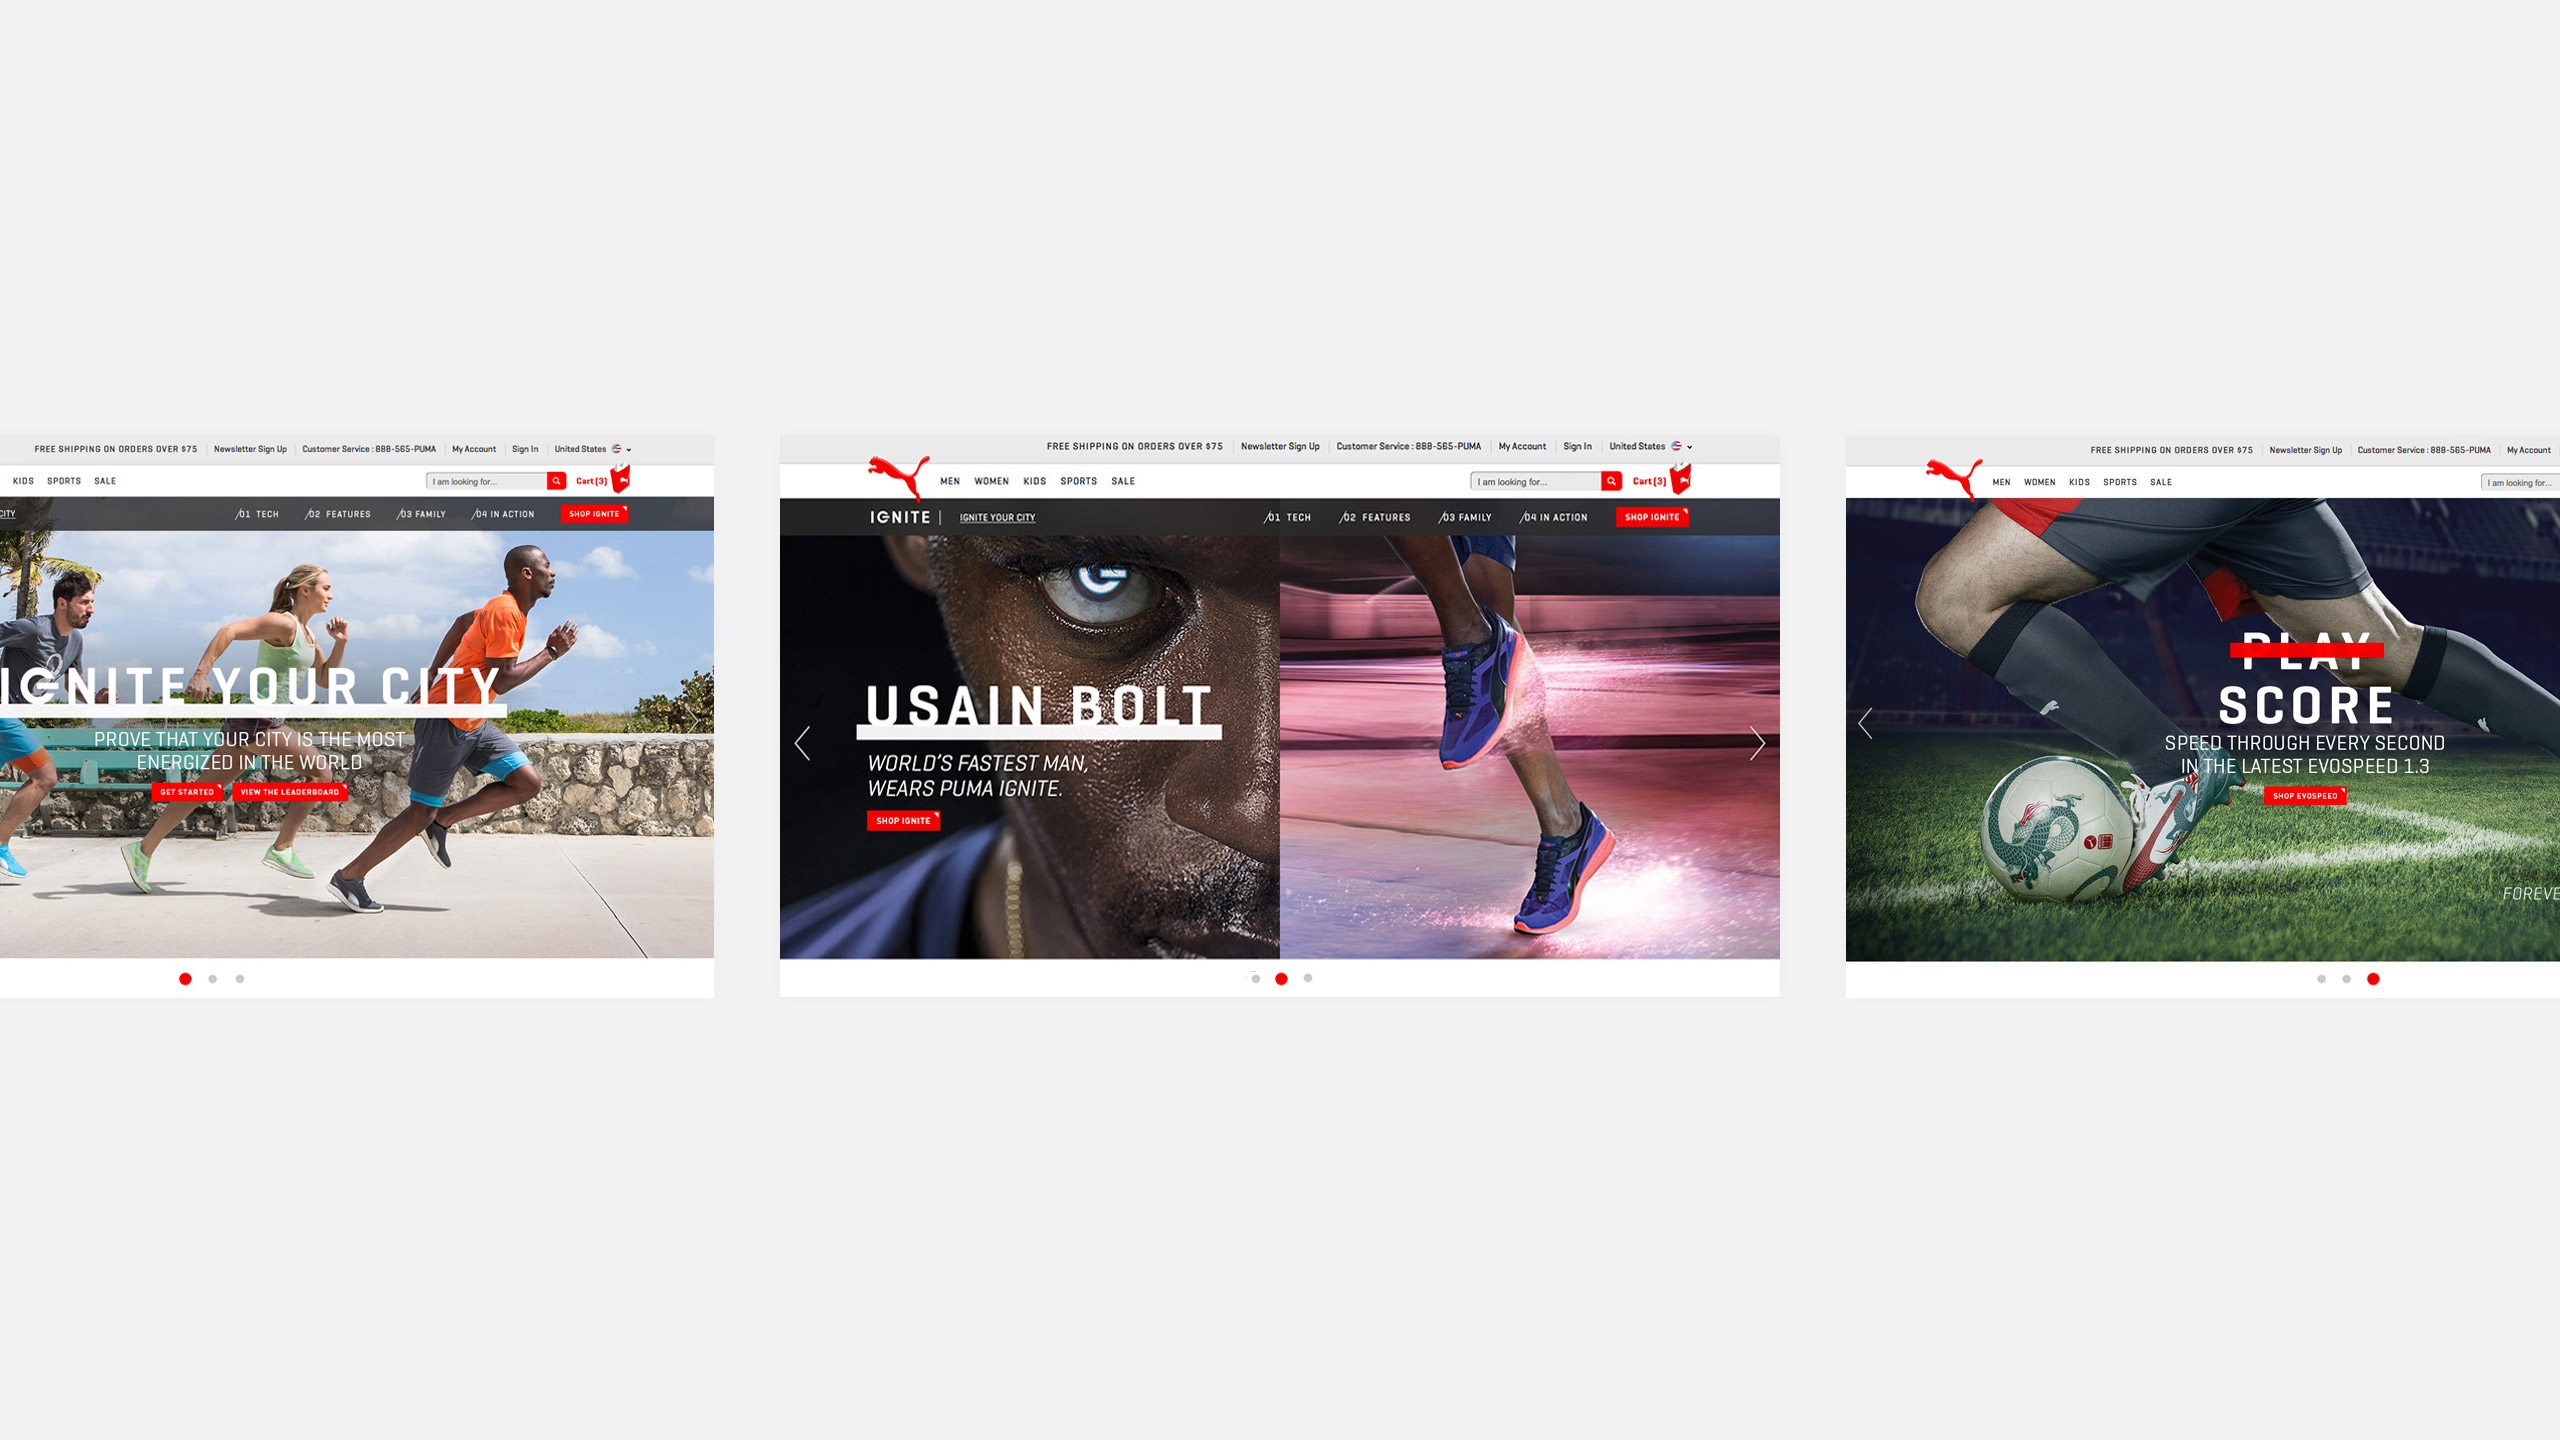 FREE SHIPPING ON ORDERS OVER $75 Newsletter Sign Up Customer Service : 888-565-PUMA My Account Sign In United States
KIDS SPORTS SALE
I am looking for...
Cart (3)
CITY
/01 TECH /02 FEATURES /03 FAMILY /04 IN ACTION
SHOP IGNITE
IGNITE YOUR CITY
PROVE THAT YOUR CITY IS THE MOST
ENERGIZED IN THE WORLD
GET STARTED
VIEW THE LEADERBOARD
FREE SHIPPING ON ORDERS OVER $75 Newsletter Sign Up Customer Service : 888-565-PUMA My Account Sign In United States
MEN WOMEN KIDS SPORTS SALE
I am looking for...
Cart (3)
IGNITE IGNITE YOUR CITY
/01 TECH /02 FEATURES /03 FAMILY /04 IN ACTION
SHOP IGNITE
USAIN BOLT
WORLD'S FASTEST MAN,
WEARS PUMA IGNITE.
SHOP IGNITE
FREE SHIPPING ON ORDERS OVER $75 Newsletter Sign Up Customer Service : 888-565-PUMA My Account
MEN WOMEN KIDS SPORTS SALE
I am looking for...
PLAY
SCORE
SPEED THROUGH EVERY SECOND
IN THE LATEST EVOSPEED 1.3
SHOP EVOSPEED
FOREVE